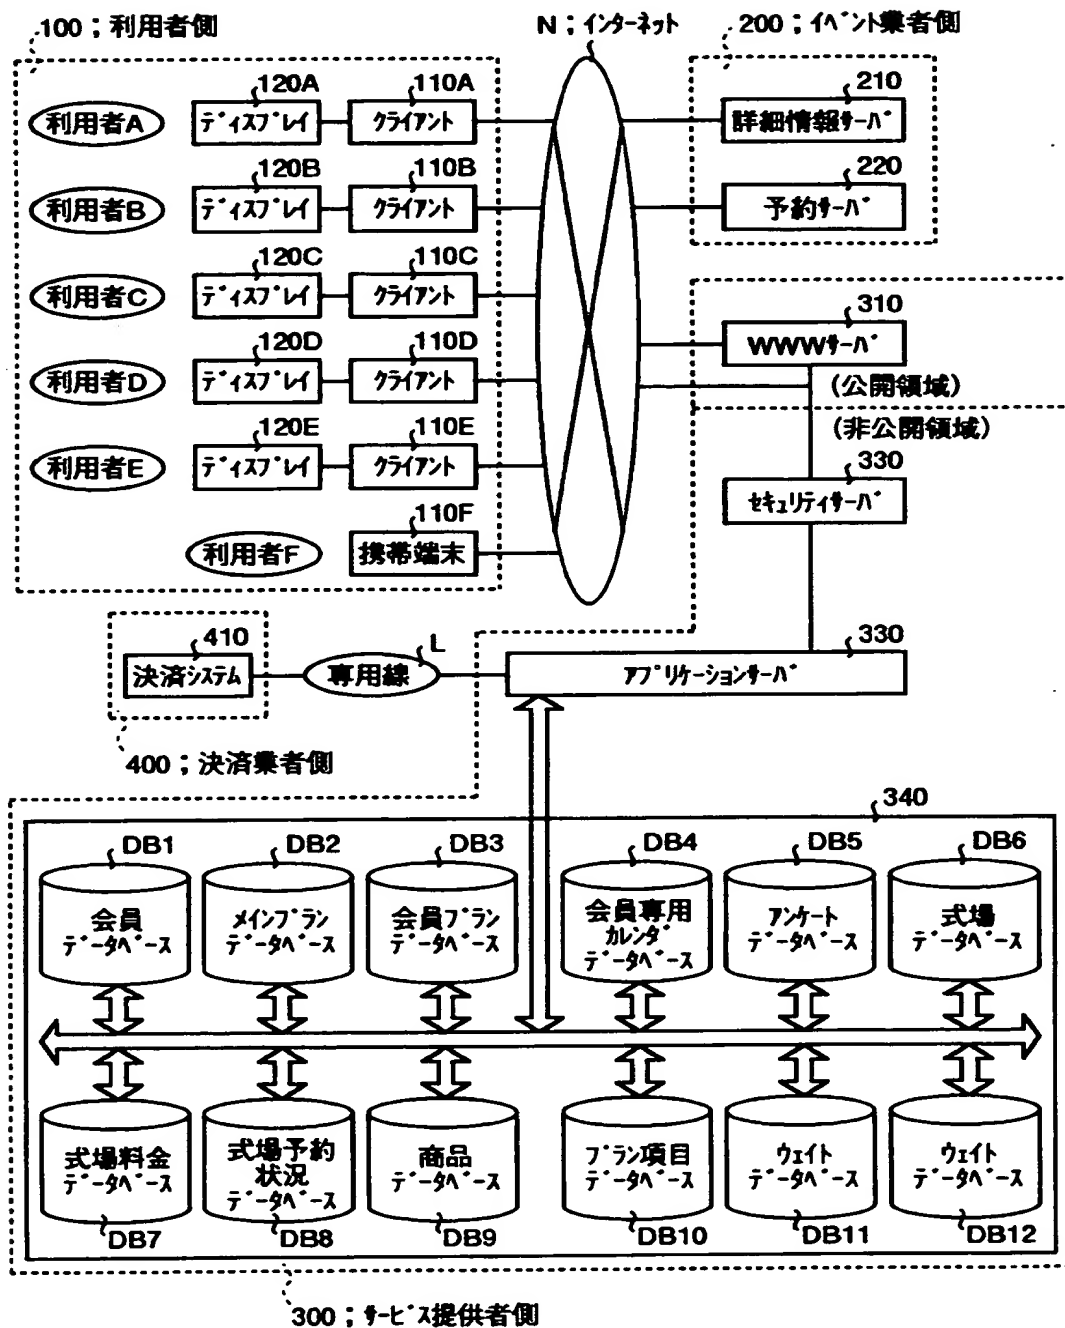 100；利用者側
N；インターネット
200；イベント業者側
利用者A
120A
ディスプレイ
110A
クライアント
210
詳細情報サーバ
利用者B
120B
ディスプレイ
110B
クライアント
220
予約サーバ
利用者C
120C
ディスプレイ
110C
クライアント
310
WWWサーバ
(公開領域)
利用者D
120D
ディスプレイ
110D
クライアント
(非公開領域)
利用者E
120E
ディスプレイ
110E
クライアント
330
セキュリティサーバ
利用者F
110F
携帯端末
410
決済システム
L
専用線
330
アプリケーションサーバ
400；決済業者側
340
DB1
会員
データベース
DB2
メインプラン
データベース
DB3
会員プラン
データベース
DB4
会員専用
カレンダ
データベース
DB5
アンケート
データベース
DB6
式場
データベース
式場料金
データベース
DB7
式場予約
状況
データベース
DB8
商品
データベース
DB9
プラン項目
データベース
DB10
ウェイト
データベース
DB11
ウェイト
データベース
DB12
300；サービス提供者側